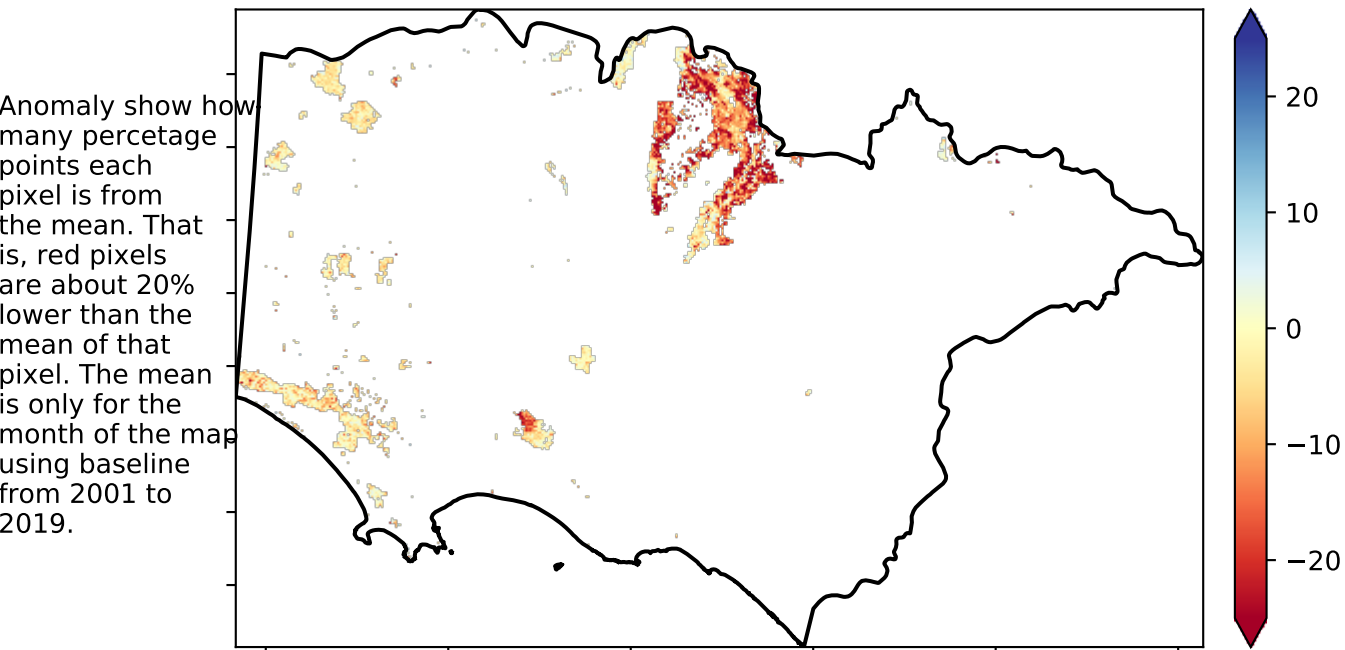 Anomaly show how
many percetage
points each
pixel is from
the mean. That
is, red pixels
are about 20%
lower than the
mean of that
pixel. The mean
is only for the
month of the map
using baseline
from 2001 to
2019.
20
10
0
−10
−20